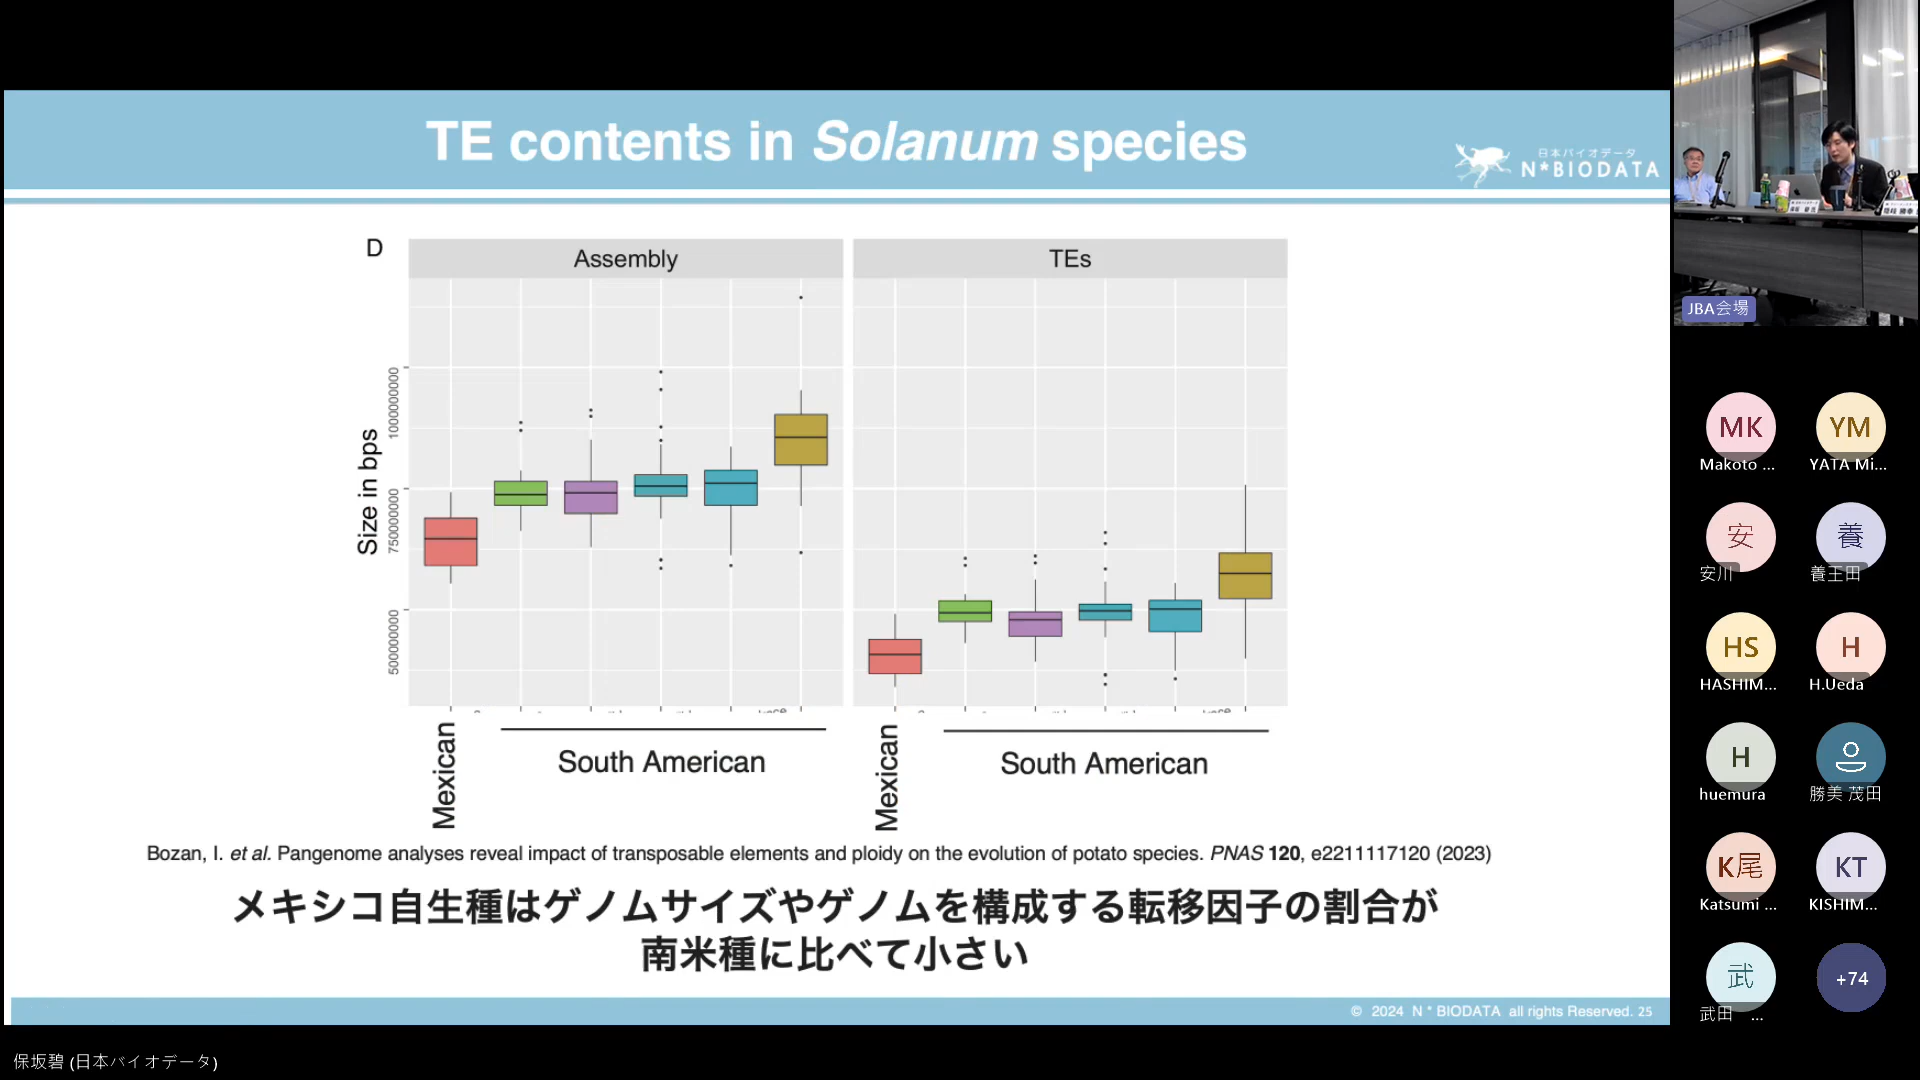 TE contents in Solanum species
日本バイオデータ
N*BIODATA
D
Assembly
TEs
Size in bps
1000000000
750000000
500000000
Mexican
South American
Mexican
South American
Bozan, I. et al. Pangenome analyses reveal impact of transposable elements and ploidy on the evolution of potato species. PNAS 120, e2211117120 (2023)
メキシコ自生種はゲノムサイズやゲノムを構成する転移因子の割合が
南米種に比べて小さい
© 2024 N * BIODATA all rights Reserved. 25
保坂碧 (日本バイオデータ)
JBA会場
MK
Makoto ...
YM
YATA Mi...
安
安川
養
養王田
HS
HASHIM...
H
H.Ueda
H
huemura
勝美 茂田
K尾
Katsumi ...
KT
KISHIM...
武
武田 ...
+74